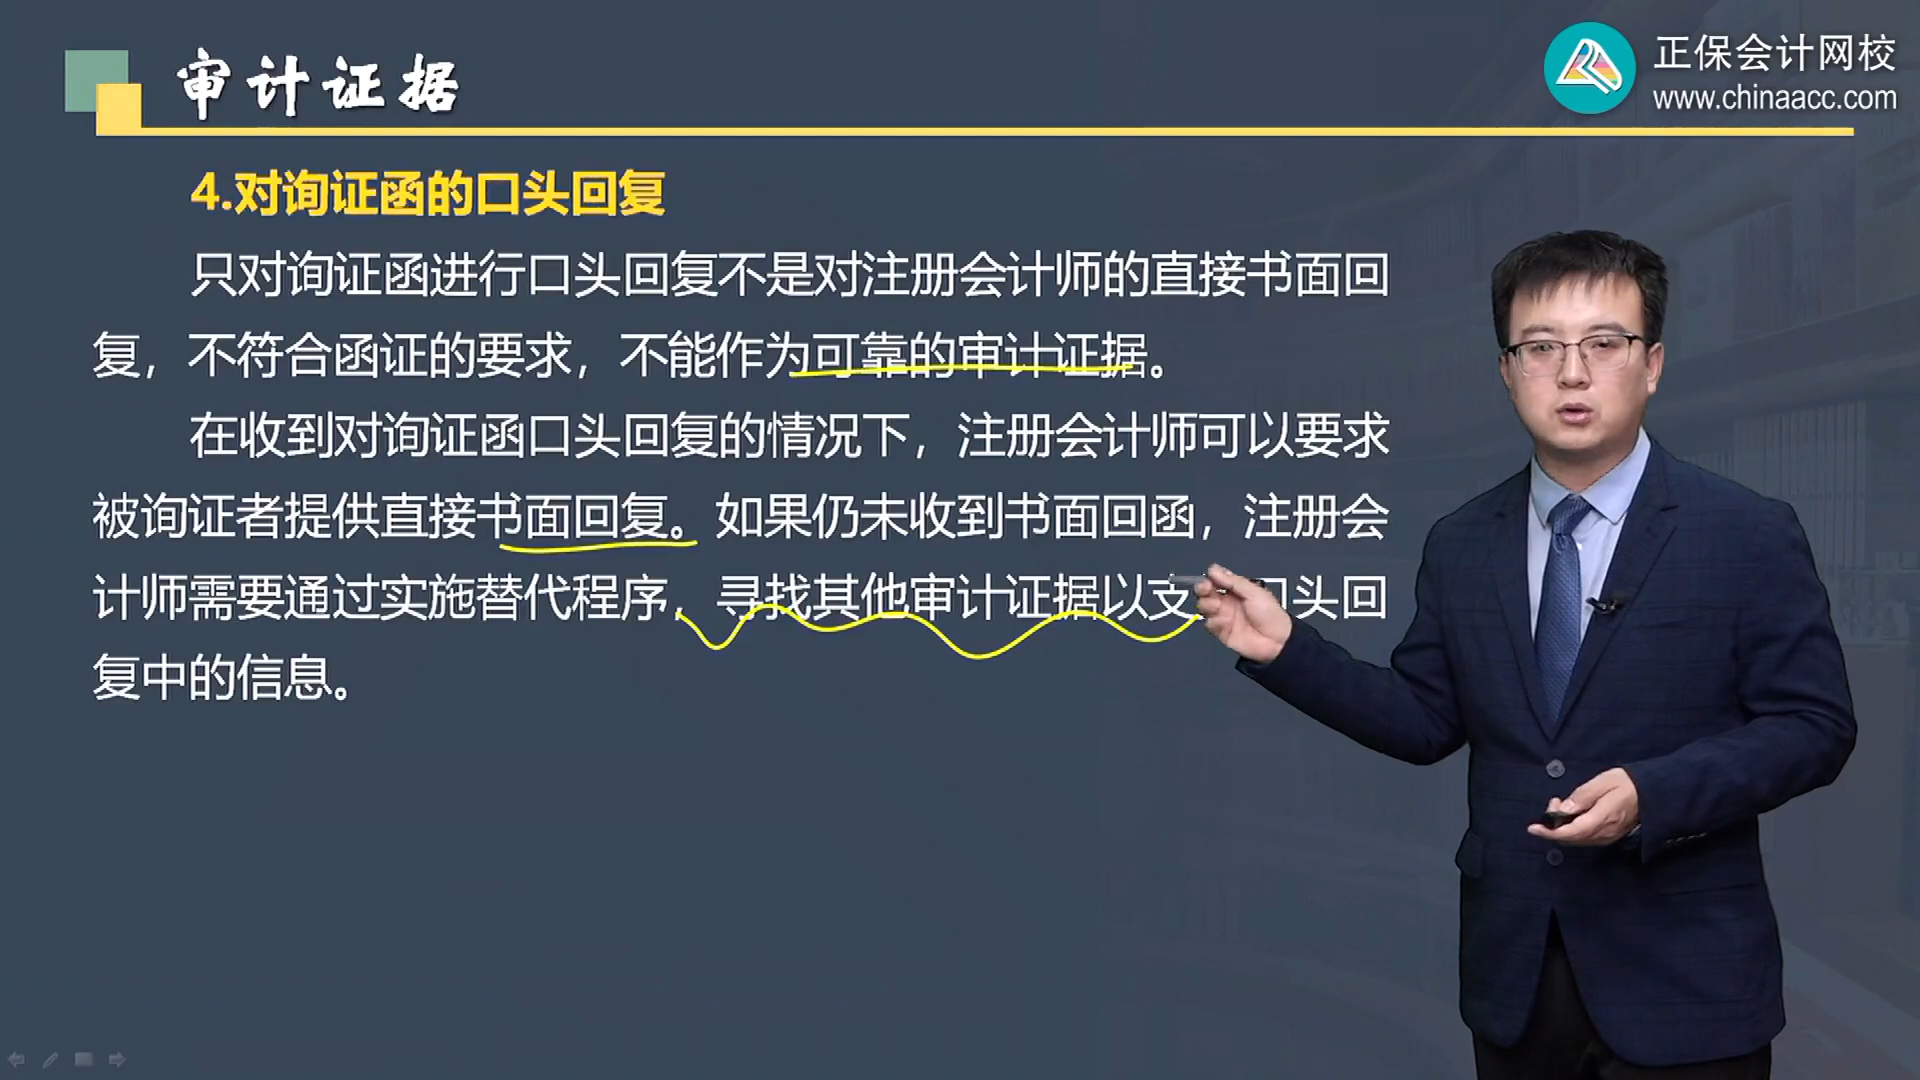 审计证据
正保会计网校
www.chinaacc.com
4.对询证函的口头回复
只对询证函进行口头回复不是对注册会计师的直接书面回
复，不符合函证的要求，不能作为可靠的审计证据。
在收到对询证函口头回复的情况下，注册会计师可以要求
被询证者提供直接书面回复。如果仍未收到书面回函，注册会
计师需要通过实施替代程序，寻找其他审计证据以支 口头回
复中的信息。